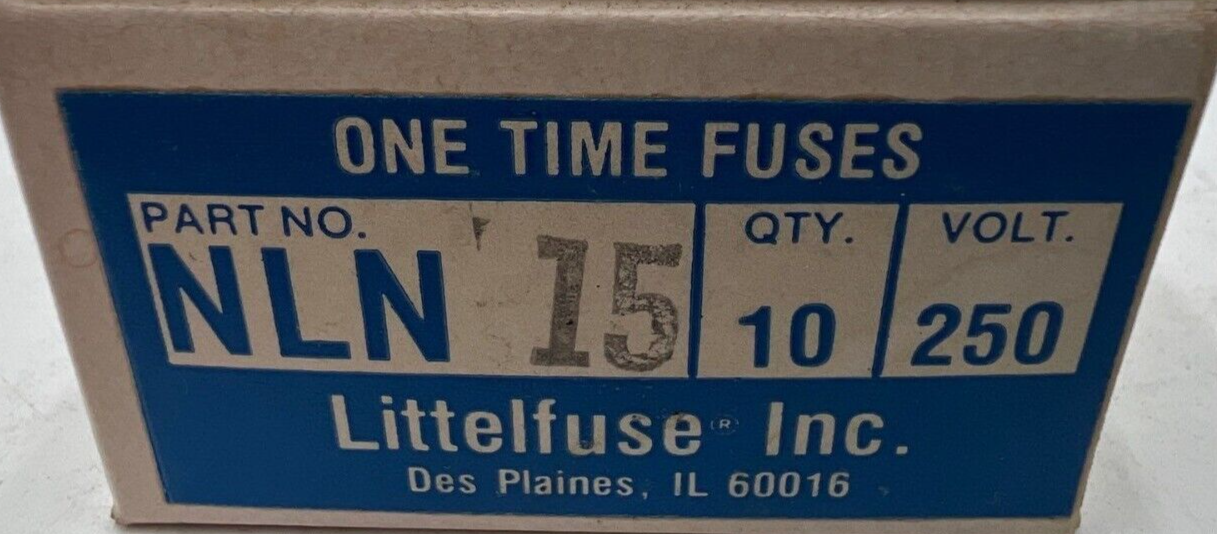 ONE TIME FUSES
PART NO. QTY. VOLT.
NLN 15 10 250
Littelfuse® Inc.
Des Plaines, IL 60016